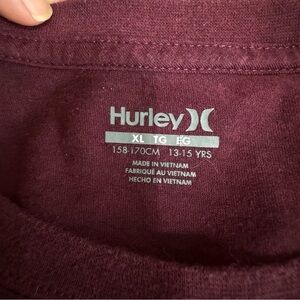 Hurley
XL TG EG
158-170CM 13-15 YRS
MADE IN VIETNAM
FABRIQUÉ AU VIETNAM
HECHO EN VIETNAM